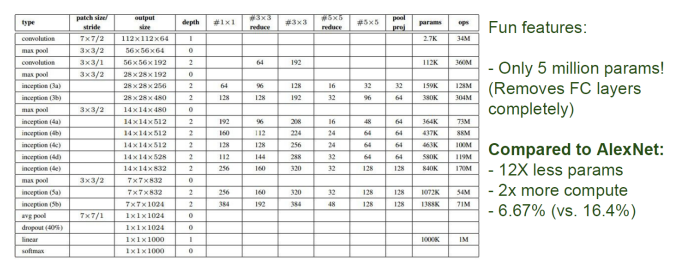 type patch size/ stride output size depth #1×1 #3×3 reduce #3×3 #5×5 reduce #5×5 pool proj params ops
convolution 7×7/2 112×112×64 1 2.7K 34M
max pool 3×3/2 56×56×64 0
convolution 3×3/1 56×56×192 2 64 192 112K 360M
max pool 3×3/2 28×28×192 0
inception (3a) 28×28×256 2 64 96 128 16 32 32 159K 128M
inception (3b) 28×28×480 2 128 128 192 32 96 64 380K 304M
max pool 3×3/2 14×14×480 0
inception (4a) 14×14×512 2 192 96 208 16 48 64 364K 73M
inception (4b) 14×14×512 2 160 112 224 24 64 64 437K 88M
inception (4c) 14×14×512 2 128 128 256 24 64 64 463K 100M
inception (4d) 14×14×528 2 112 144 288 32 64 64 580K 119M
inception (4e) 14×14×832 2 256 160 320 32 128 128 840K 170M
max pool 3×3/2 7×7×832 0
inception (5a) 7×7×832 2 256 160 320 32 128 128 1072K 54M
inception (5b) 7×7×1024 2 384 192 384 48 128 128 1388K 71M
avg pool 7×7/1 1×1×1024 0
dropout (40%) 1×1×1024 0
linear 1×1×1000 1 1000K 1M
softmax 1×1×1000 0
Fun features:
- Only 5 million params!
(Removes FC layers
completely)
Compared to AlexNet:
- 12X less params
- 2x more compute
- 6.67% (vs. 16.4%)